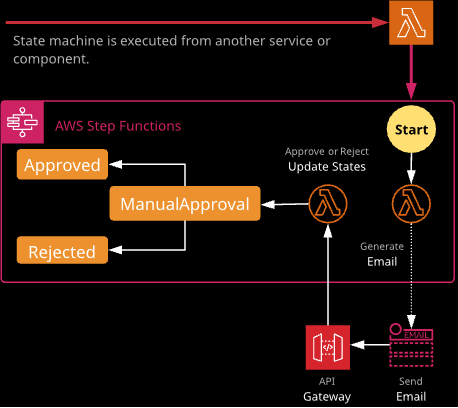 State machine is executed from another service or
component.
AWS Step Functions
Start
Approve or Reject
Update States
Approved
ManualApproval
Rejected
Generate
Email
EMAIL
API
Gateway
Send
Email